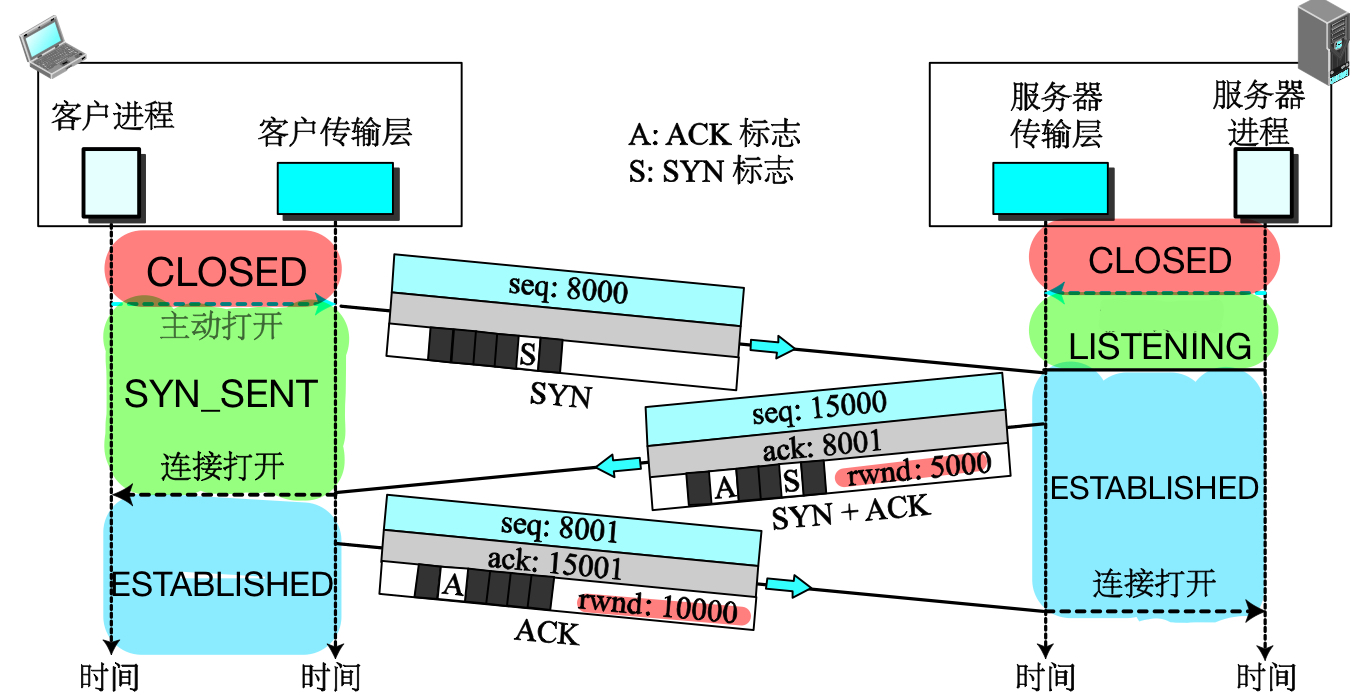 客户进程
客户传输层
A: ACK 标志
S: SYN 标志
服务器
传输层
服务器
进程
CLOSED
CLOSED
主动打开
seq: 8000
S
SYN
LISTENING
SYN_SENT
seq: 15000
ack: 8001
A
S
rwnd: 5000
SYN + ACK
连接打开
ESTABLISHED
seq: 8001
ack: 15001
A
rwnd: 10000
ACK
ESTABLISHED
连接打开
时间
时间
时间
时间